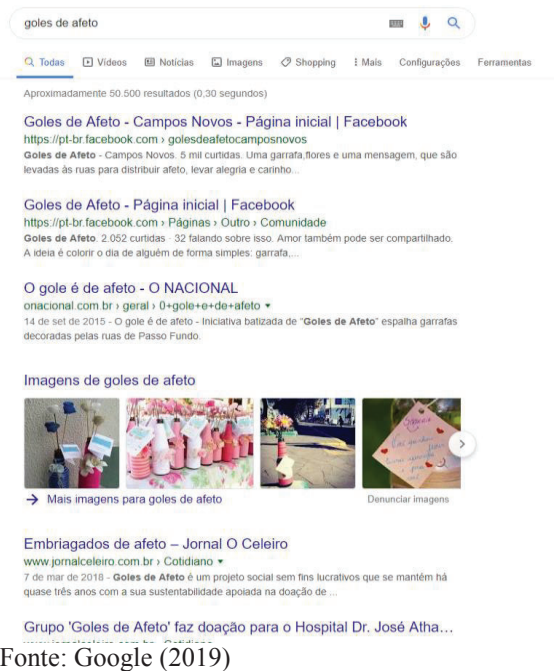 goles de afeto
Todas Vídeos Notícias Imagens Shopping Mais Configurações Ferramentas
Aproximadamente 50.500 resultados (0,30 segundos)
Goles de Afeto - Campos Novos - Página inicial | Facebook
https://pt-br.facebook.com › golesdeafetocamposnovos
Goles de Afeto - Campos Novos. 5 mil curtidas. Uma garrafa,flores e uma mensagem, que são
levadas às ruas para distribuir afeto, levar alegria e carinho...
Goles de Afeto - Página inicial | Facebook
https://pt-br.facebook.com › Páginas › Outro › Comunidade
Goles de Afeto. 2.052 curtidas · 32 falando sobre isso. Amor também pode ser compartilhado.
A ideia é colorir o dia de alguém de forma simples: garrafa,...
O gole é de afeto - O NACIONAL
onacional.com.br › geral › 0+gole+e+de+afeto
14 de set de 2015 - O gole é de afeto - Iniciativa batizada de "Goles de Afeto" espalha garrafas
decoradas pelas ruas de Passo Fundo.
Imagens de goles de afeto
Mais imagens para goles de afeto Denunciar imagens
Embriagados de afeto – Jornal O Celeiro
www.jornalceleiro.com.br › Cotidiano
7 de mar de 2018 - Goles de Afeto é um projeto social sem fins lucrativos que se mantém há
quase três anos com a sua sustentabilidade apoiada na doação de ...
Grupo 'Goles de Afeto' faz doação para o Hospital Dr. José Atha...
Fonte: Google (2019)